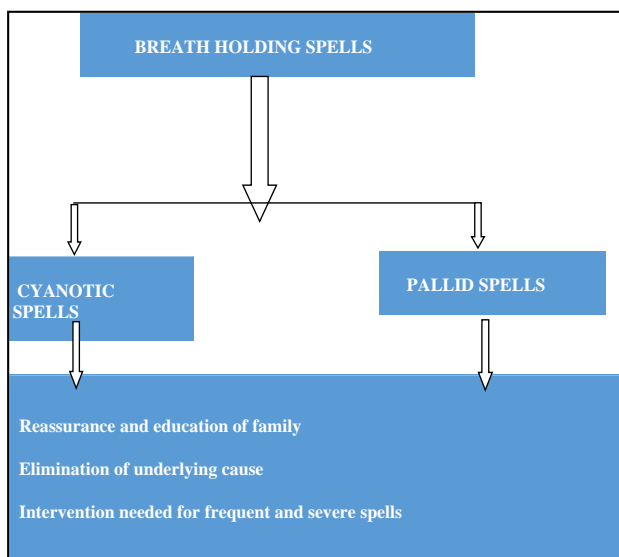 BREATH HOLDING SPELLS
CYANOTIC
SPELLS
PALLID SPELLS
Reassurance and education of family
Elimination of underlying cause
Intervention needed for frequent and severe spells